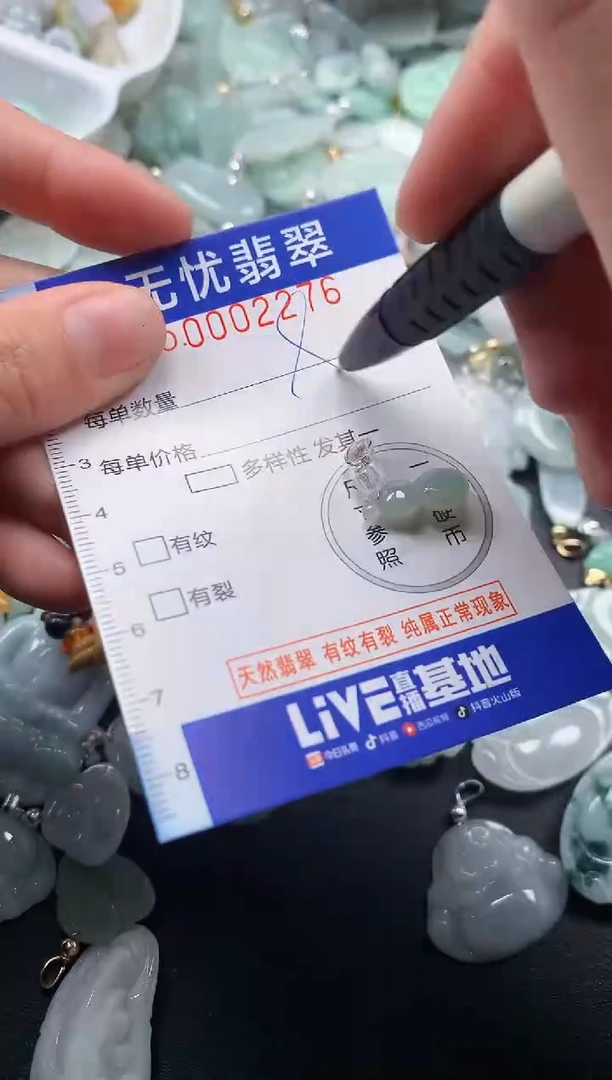 无忧翡翠
.0002276
每单数量
每单价格
多样性 发其一
一
参 硬
照 币
有纹
有裂
天然翡翠 有纹有裂 纯属正常现象
LiVE直播基地
今日头条 抖音 西瓜视频 抖音火山版
3
4
5
6
7
8